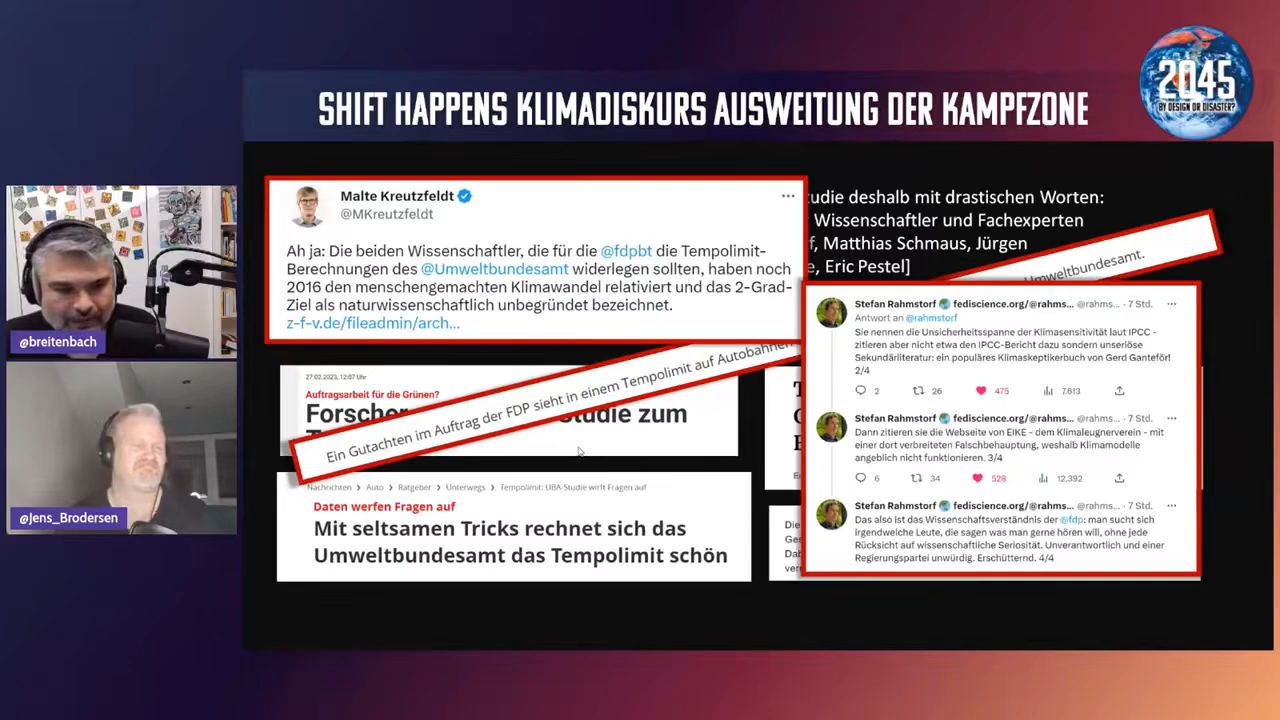 2045
BY DESIGN OR DISASTER?
SHIFT HAPPENS KLIMADISKURS AUSWEITUNG DER KAMPFZONE
Malte Kreutzfeldt
@MKreutzfeldt
Ah ja: Die beiden Wissenschaftler, die für die @fdpbt die Tempolimit-
Berechnungen des @Umweltbundesamt widerlegen sollten, haben noch
2016 den menschengemachten Klimawandel relativiert und das 2-Grad-
Ziel als naturwissenschaftlich unbegründet bezeichnet.
z-f-v.de/fileadmin/arch...
tudie deshalb mit drastischen Worten:
Wissenschaftler und Fachexperten
f, Matthias Schmaus, Jürgen
e, Eric Pestel]
Umweltbundesamt.
@breitenbach
@Jens_Brodersen
27.02.2023, 12:07 Uhr
Auftragsarbeit für die Grünen?
Forscher
tudie zum
Ein Gutachten im Auftrag der FDP sieht in einem Tempolimit auf Autobahnen
Nachrichten > Auto > Ratgeber > Unterwegs > Tempolimit: UBA-Studie wirft Fragen auf
Daten werfen Fragen auf
Mit seltsamen Tricks rechnet sich das
Umweltbundesamt das Tempolimit schön
Stefan Rahmstorf fediscience.org/@rahms... @rahms... · 7 Std.
Antwort an @rahmstorf
Sie nennen die Unsicherheitsspanne der Klimasensitivität laut IPCC -
zitieren aber nicht etwa den IPCC-Bericht dazu sondern unseriöse
Sekundärliteratur: ein populäres Klimaskeptikerbuch von Gerd Ganteför!
2/4
2 26 475 7.613
Stefan Rahmstorf fediscience.org/@rahms... @rahms... · 7 Std.
Dann zitieren sie die Webseite von EIKE - dem Klimaleugnerverein - mit
einer dort verbreiteten Falschbehauptung, weshalb Klimamodelle
angeblich nicht funktionieren. 3/4
6 34 528 12.392
Stefan Rahmstorf fediscience.org/@rahms... @rahms... · 7 Std.
Das also ist das Wissenschaftsverständnis der @fdp: man sucht sich
irgendwelche Leute, die sagen was man gerne hören will, ohne jede
Rücksicht auf wissenschaftliche Seriosität. Unverantwortlich und einer
Regierungspartei unwürdig. Erschütternd. 4/4